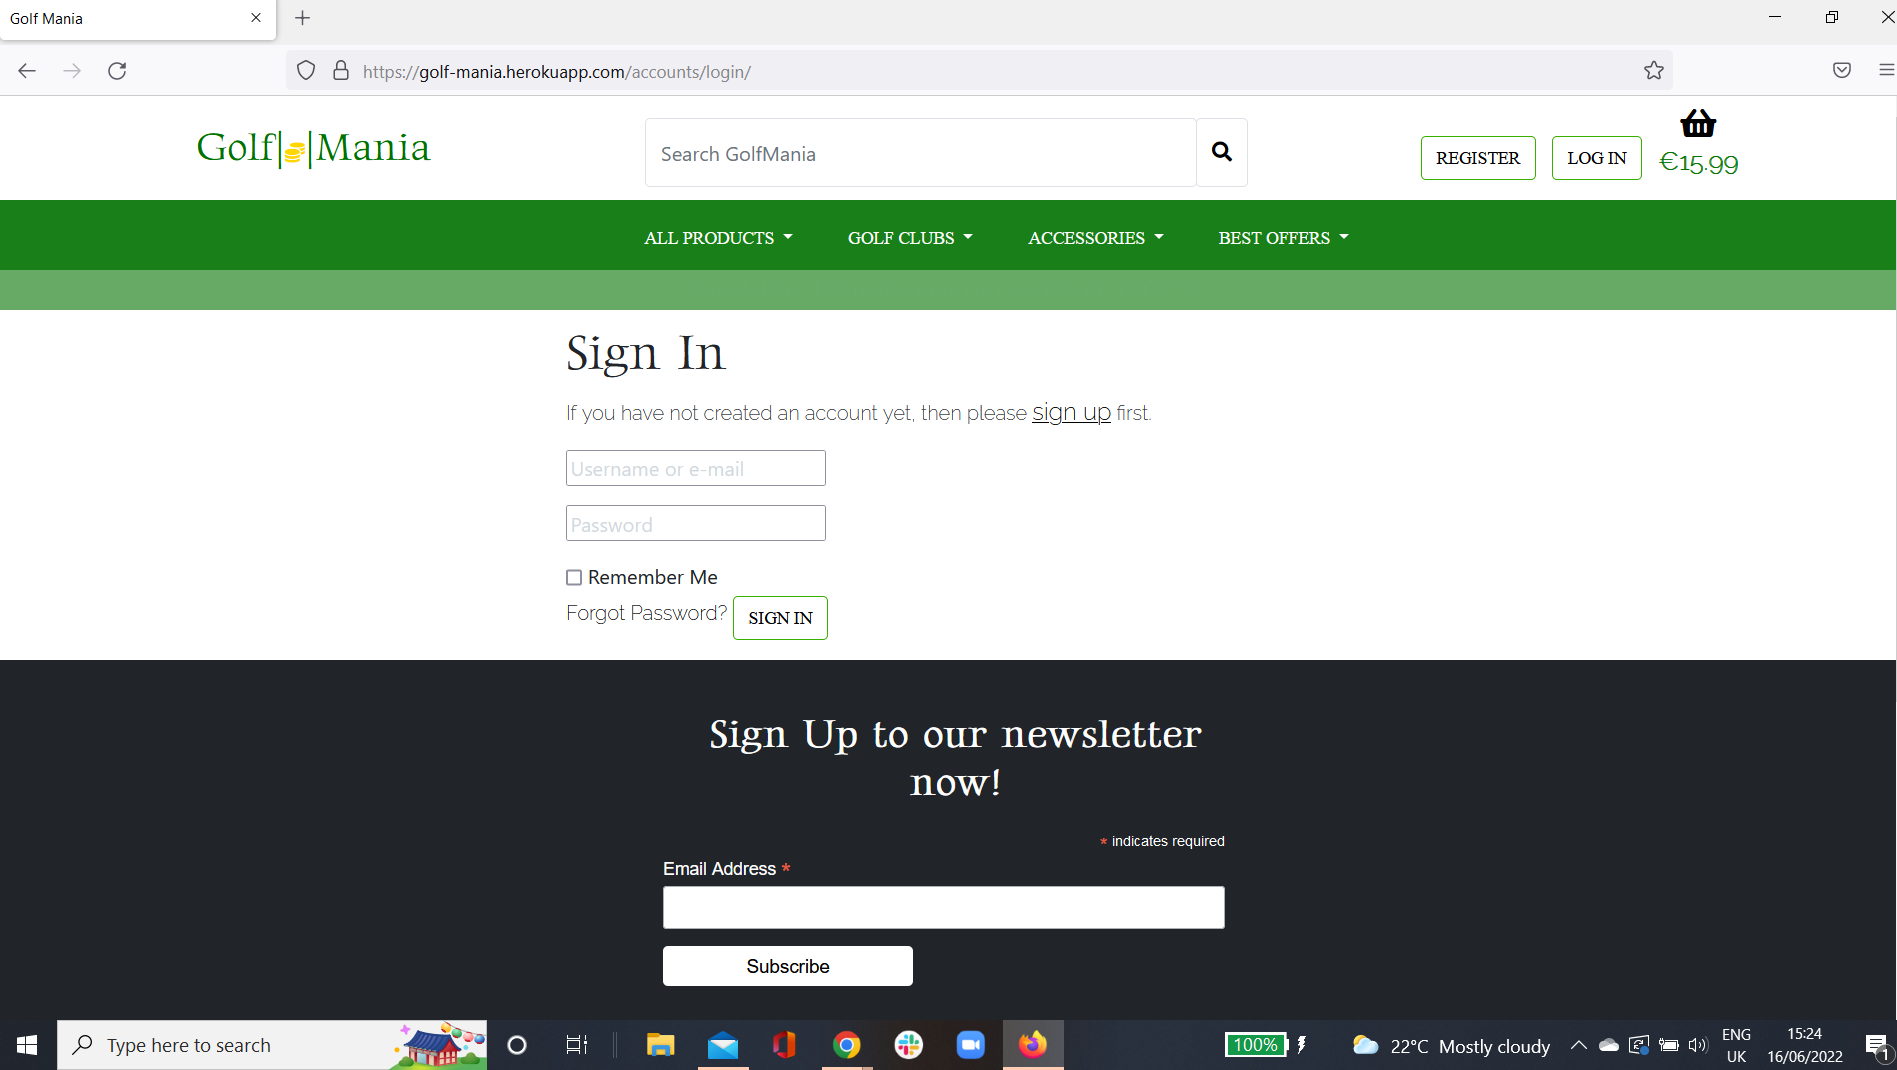 Golf Mania
https://golf-mania.herokuapp.com/accounts/login/
Golf||Mania
Search GolfMania
REGISTER
LOG IN
€15.99
ALL PRODUCTS
GOLF CLUBS
ACCESSORIES
BEST OFFERS
Sign In
If you have not created an account yet, then please sign up first.
Username or e-mail
Password
Remember Me
Forgot Password? SIGN IN
Sign Up to our newsletter
now!
* indicates required
Email Address *
Subscribe
Type here to search
100%
22°C Mostly cloudy
ENG
UK
15:24
16/06/2022
1